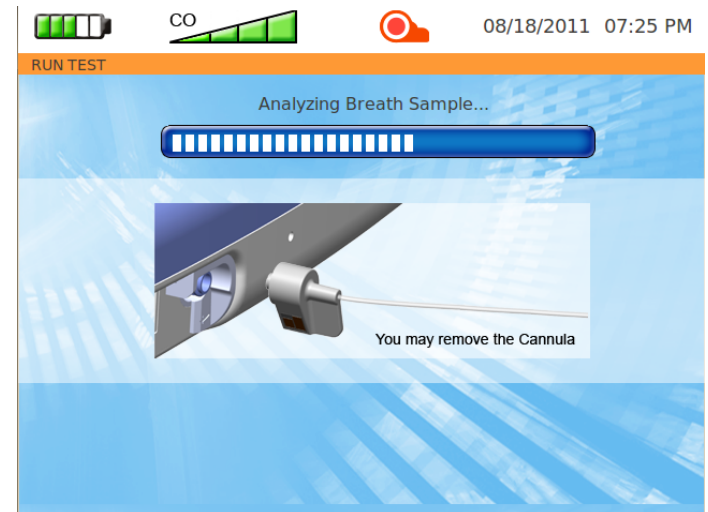 CO
08/18/2011 07:25 PM
RUN TEST
Analyzing Breath Sample...
You may remove the Cannula